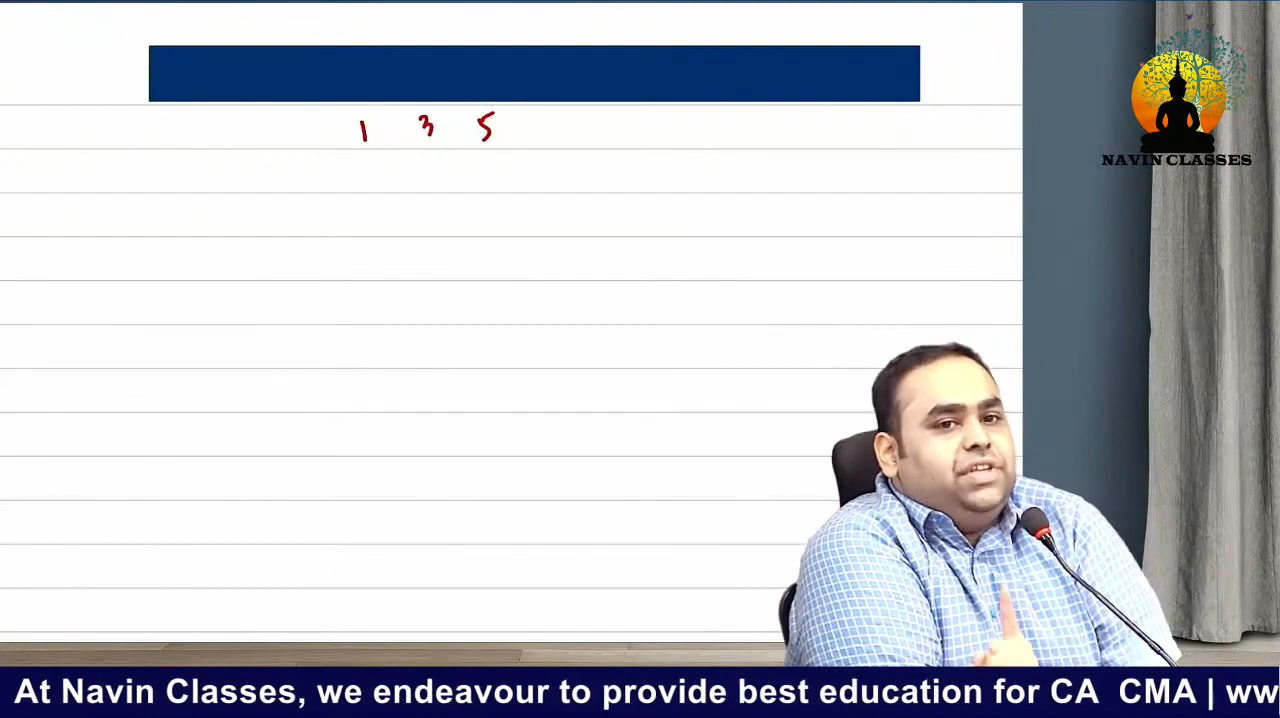 1 3 5
NAVIN CLASSES
At Navin Classes, we endeavour to provide best education for CA CMA | ww